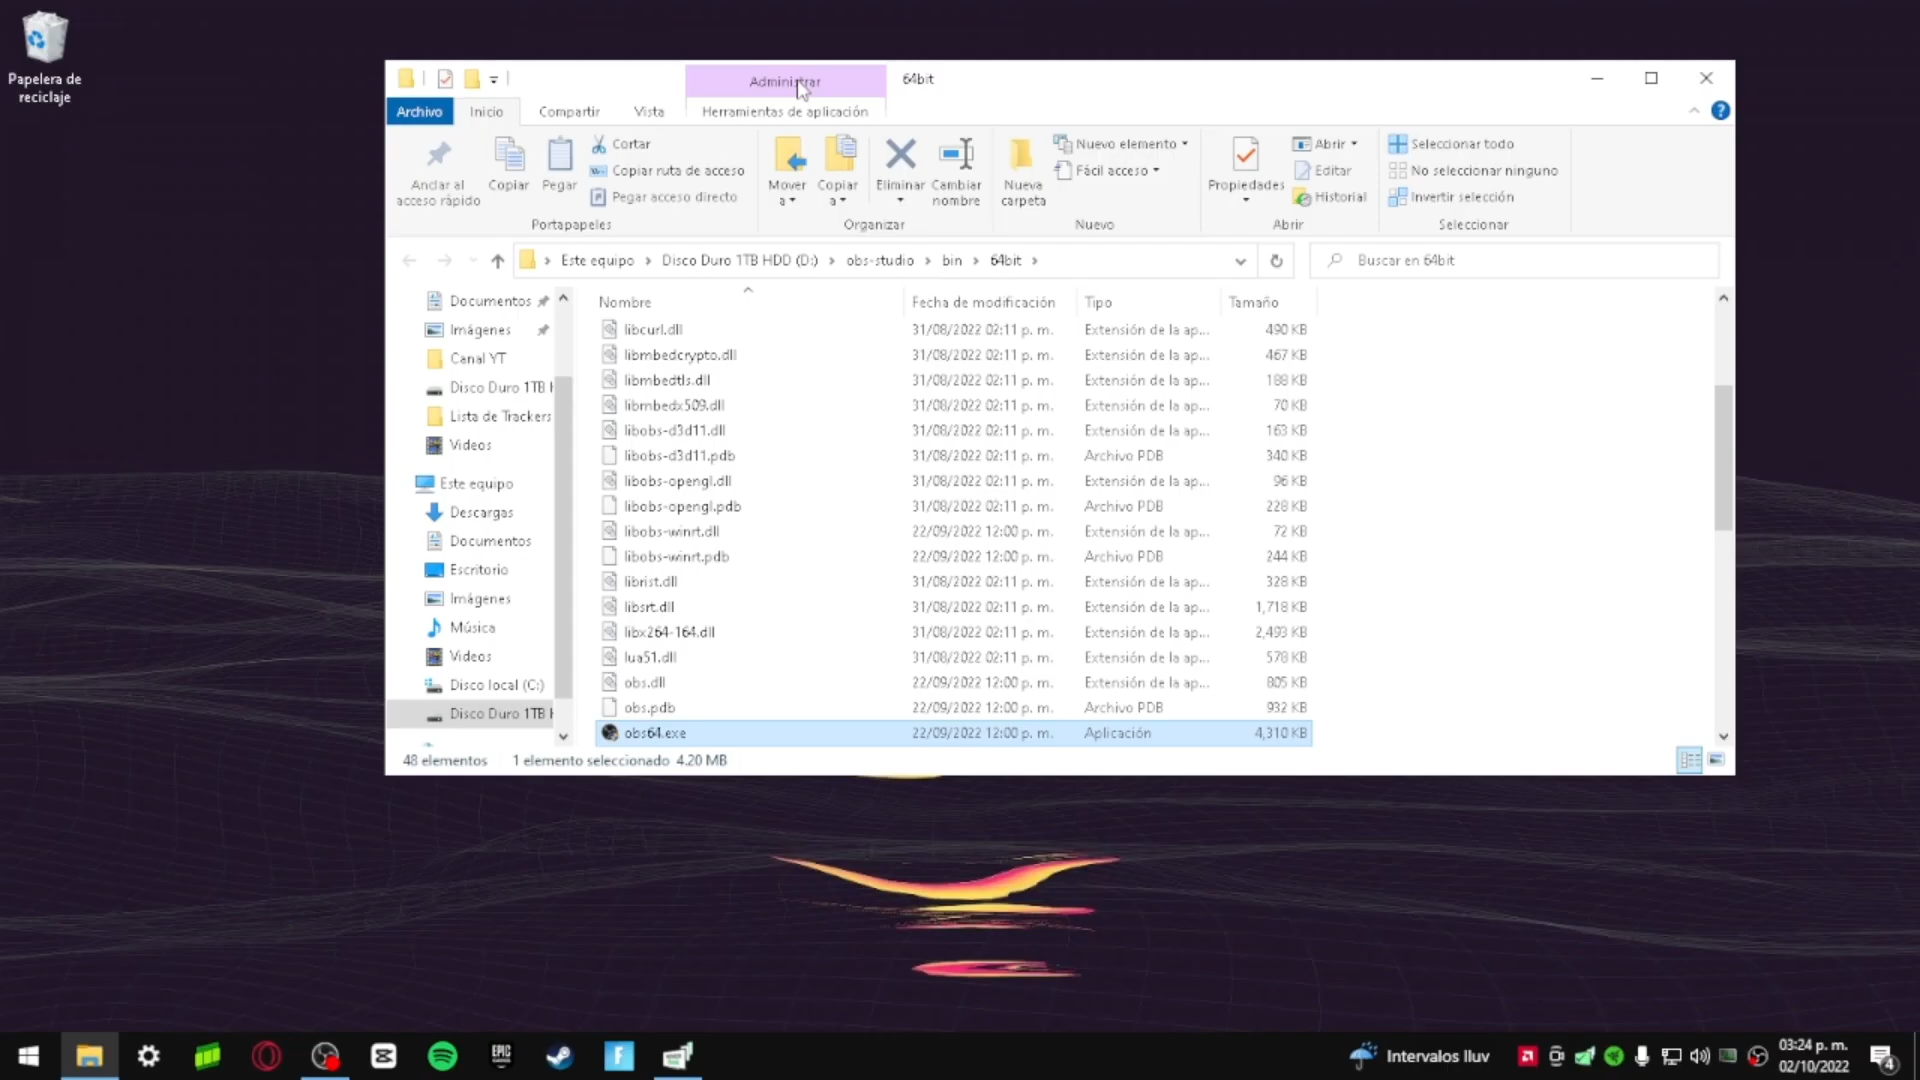 Papelera de
reciclaje
Administrar
64bit
Archivo
Inicio
Compartir
Vista
Herramientas de aplicación
Anclar al
acceso rápido
Copiar
Pegar
Cortar
Copiar ruta de acceso
Pegar acceso directo
Portapapeles
Mover
a
Copiar
a
Eliminar
Cambiar
nombre
Organizar
Nueva
carpeta
Nuevo elemento
Fácil acceso
Nuevo
Propiedades
Abrir
Editar
Historial
Abrir
Seleccionar todo
No seleccionar ninguno
Invertir selección
Seleccionar
Este equipo > Disco Duro 1TB HDD (D:) > obs-studio > bin > 64bit >
Buscar en 64bit
Documentos
Imágenes
Canal YT
Disco Duro 1TB H
Lista de Trackers
Videos
Este equipo
Descargas
Documentos
Escritorio
Imágenes
Música
Videos
Disco local (C:)
Disco Duro 1TB H
Nombre Fecha de modificación Tipo Tamaño
libcurl.dll 31/08/2022 02:11 p. m. Extensión de la ap... 490 KB
libmbedcrypto.dll 31/08/2022 02:11 p. m. Extensión de la ap... 467 KB
libmbedtls.dll 31/08/2022 02:11 p. m. Extensión de la ap... 188 KB
libmbedx509.dll 31/08/2022 02:11 p. m. Extensión de la ap... 70 KB
libobs-d3d11.dll 31/08/2022 02:11 p. m. Extensión de la ap... 163 KB
libobs-d3d11.pdb 31/08/2022 02:11 p. m. Archivo PDB 340 KB
libobs-opengl.dll 31/08/2022 02:11 p. m. Extensión de la ap... 96 KB
libobs-opengl.pdb 31/08/2022 02:11 p. m. Archivo PDB 228 KB
libobs-winrt.dll 22/09/2022 12:00 p. m. Extensión de la ap... 72 KB
libobs-winrt.pdb 22/09/2022 12:00 p. m. Archivo PDB 244 KB
librist.dll 31/08/2022 02:11 p. m. Extensión de la ap... 328 KB
libsrt.dll 31/08/2022 02:11 p. m. Extensión de la ap... 1,718 KB
libx264-164.dll 31/08/2022 02:11 p. m. Extensión de la ap... 2,493 KB
lua51.dll 31/08/2022 02:11 p. m. Extensión de la ap... 578 KB
obs.dll 22/09/2022 12:00 p. m. Extensión de la ap... 805 KB
obs.pdb 22/09/2022 12:00 p. m. Archivo PDB 932 KB
obs64.exe 22/09/2022 12:00 p. m. Aplicación 4,310 KB
48 elementos 1 elemento seleccionado 4.20 MB
EPIC
GAMES
Intervalos lluv
03:24 p. m.
02/10/2022
4